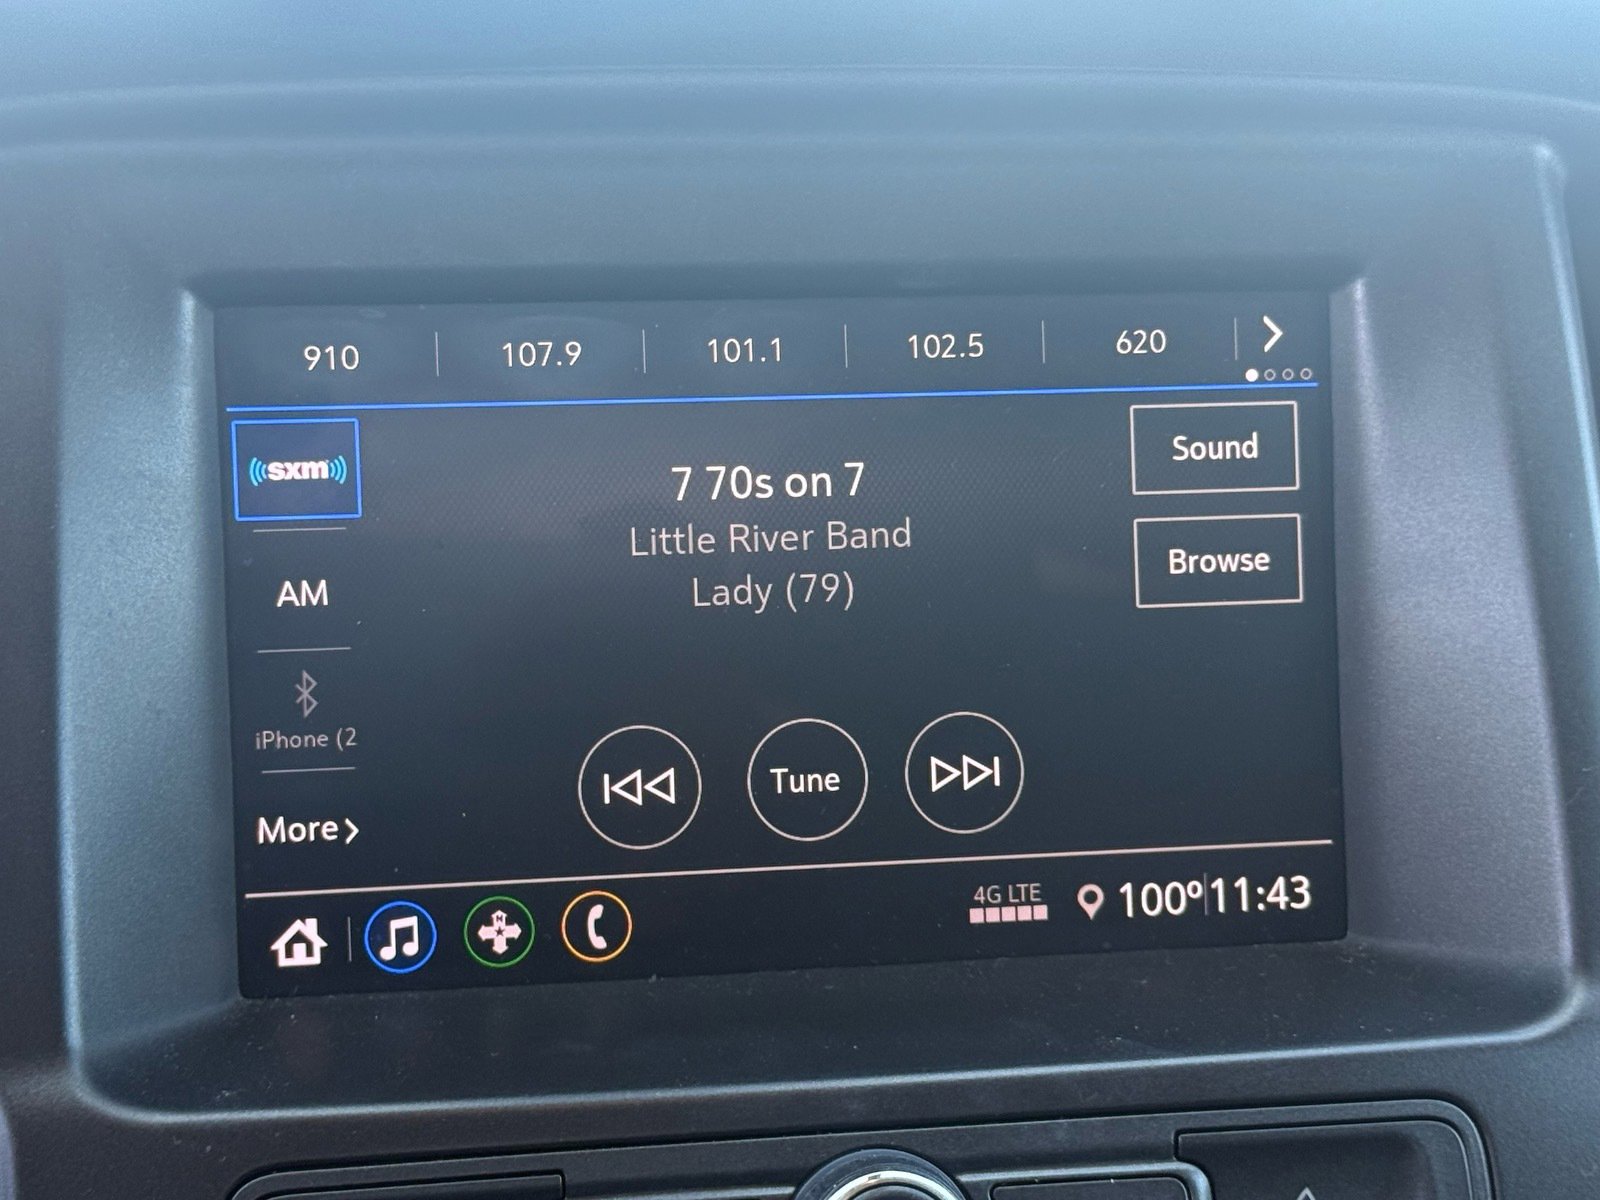 910 107.9 101.1 102.5 620
sxm
Sound
7 70s on 7
Little River Band
Lady (79)
Browse
AM
iPhone (2
More
Tune
4G LTE
100° 11:43
N